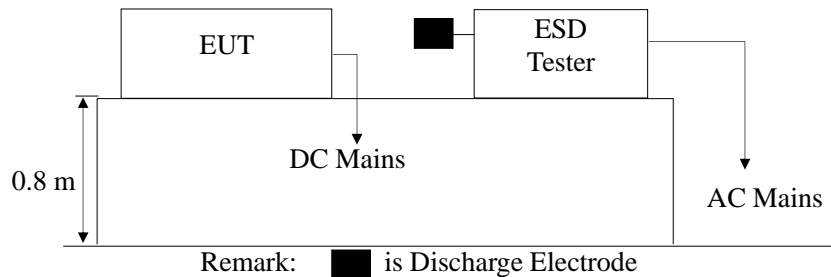 EUT
ESD
Tester
DC Mains
0.8 m
AC Mains
Remark: is Discharge Electrode